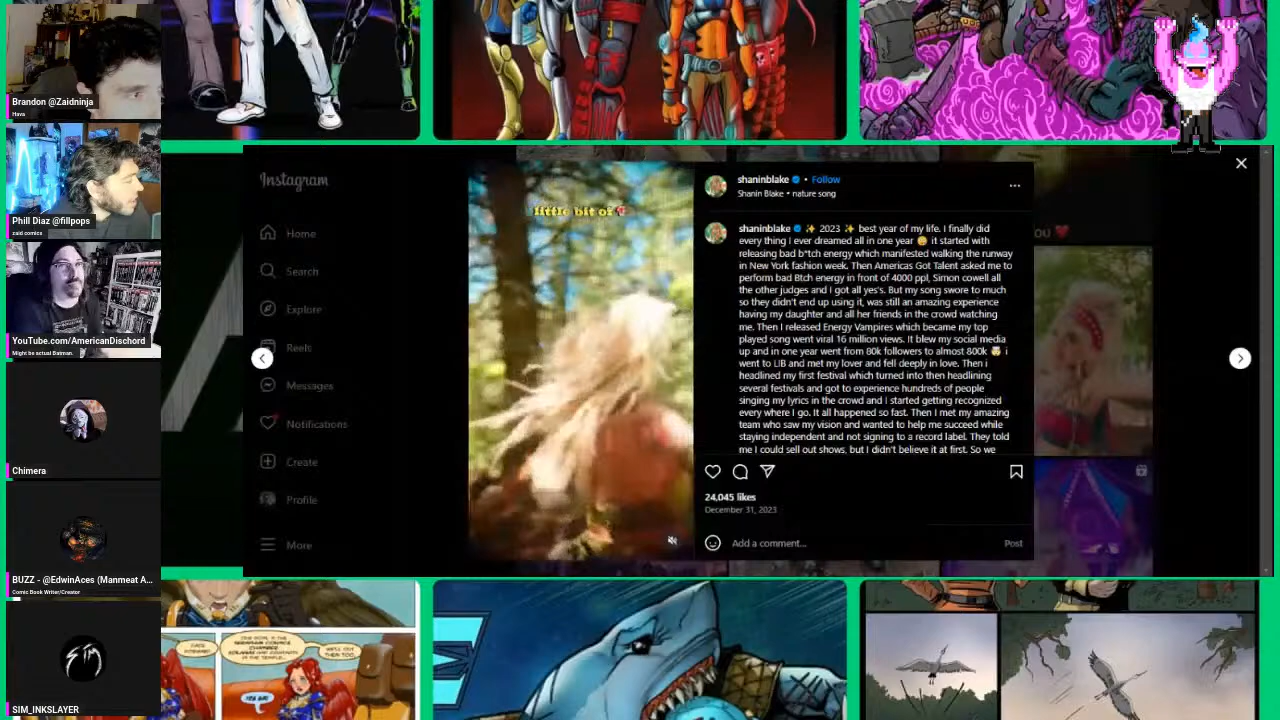 Brandon @Zaidninja
Hava
Phill Diaz @fillpops
zaid comics
YouTube.com/AmericanDischord
Might be actual Batman.
Chimera
BUZZ - @EdwinAces (Manmeat A...
Comic Book Writer/Creator
SIM_INKSLAYER
Instagram
Home
Search
Explore
Reels
Messages
Notifications
Create
Profile
More
little bit of
shaninblake • Follow
Shanin Blake • nature song
shaninblake ✨ 2023 ✨ best year of my life. I finally did
every thing I ever dreamed all in one year 😄 it started with
releasing bad b*tch energy which manifested walking the runway
in New York fashion week. Then Americas Got Talent asked me to
perform bad Btch energy in front of 4000 ppl, Simon cowell all
the other judges and I got all yes's. But my song swore to much
so they didn't end up using it, was still an amazing experience
having my daughter and all her friends in the crowd watching
me. Then I released Energy Vampires which became my top
played song went viral 16 million views. It blew my social media
up and in one year went from 80k followers to almost 800k 🤯 i
went to LIB and met my lover and fell deeply in love. Then i
headlined my first festival which turned into then headlining
several festivals and got to experience hundreds of people
singing my lyrics in the crowd and i started getting recognized
every where I go. It all happened so fast. Then I met my amazing
team who saw my vision and wanted to help me succeed while
staying independent and not signing to a record label. They told
me I could sell out shows, but I didn't believe it at first. So we
24,045 likes
December 31, 2023
Add a comment...
Post
OU ❤️